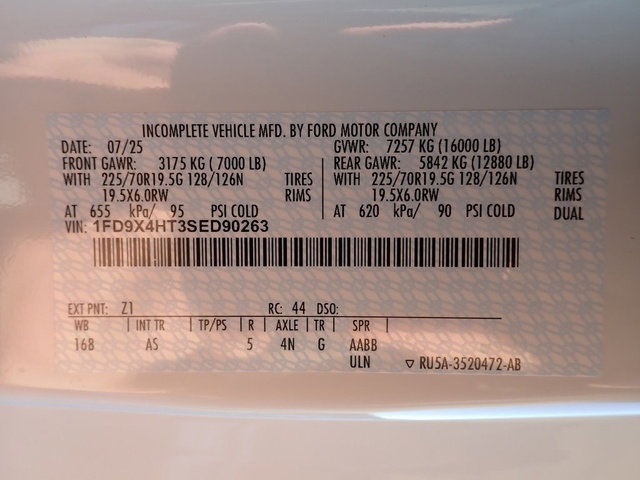 INCOMPLETE VEHICLE MFD. BY FORD MOTOR COMPANY
DATE: 07/25 GVWR: 7257 KG (16000 LB)
FRONT GAWR: 3175 KG ( 7000 LB) REAR GAWR: 5842 KG (12880 LB)
WITH 225/70R19.5G 128/126N TIRES WITH 225/70R19.5G 128/126N TIRES
19.5X6.0RW RIMS 19.5X6.0RW RIMS
AT 655 kPa/ 95 PSI COLD AT 620 kPa/ 90 PSI COLD DUAL
VIN: 1FD9X4HT3SED90263
EXT PNT: Z1 RC: 44 DSO:
WB INT TR TP/PS R AXLE TR SPR
168 AS 5 4N G AABB
ULN ▽ RU5A-3520472-AB